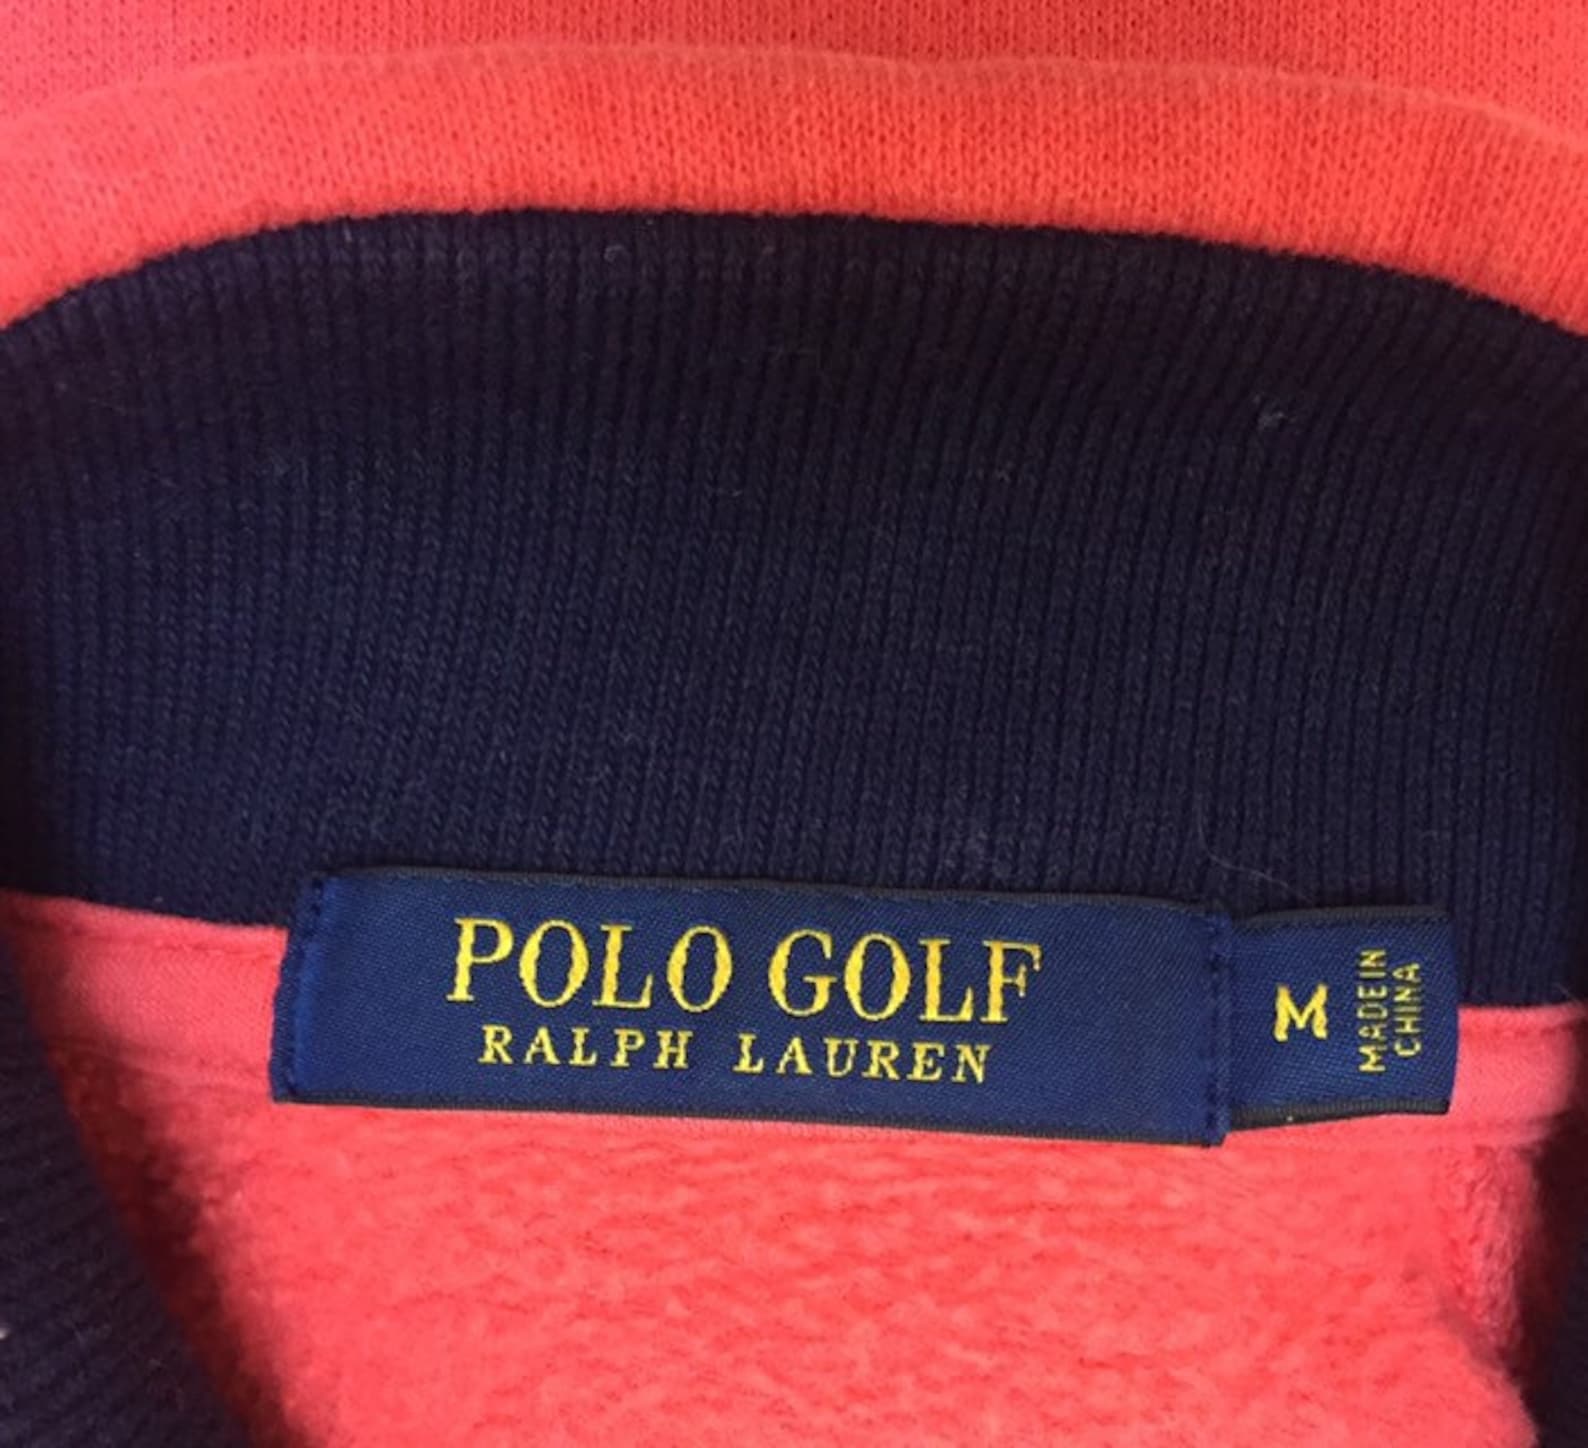 POLO GOLF
RALPH LAUREN
M
MADE IN
CHINA